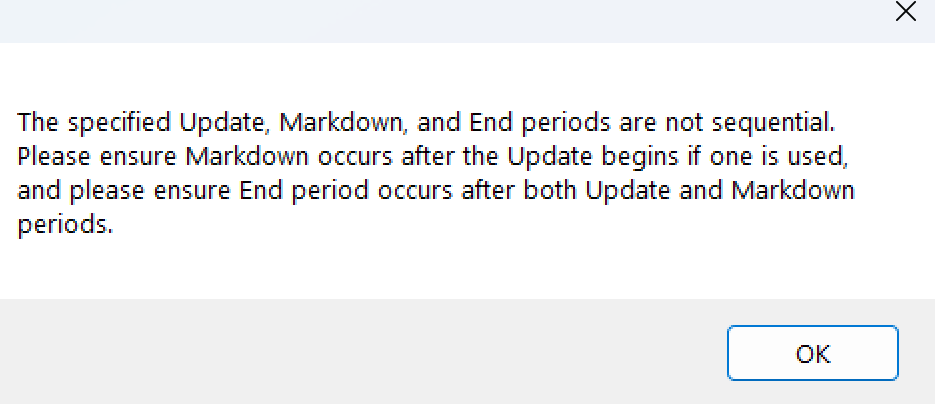 The specified Update, Markdown, and End periods are not sequential.
Please ensure Markdown occurs after the Update begins if one is used,
and please ensure End period occurs after both Update and Markdown
periods.
OK